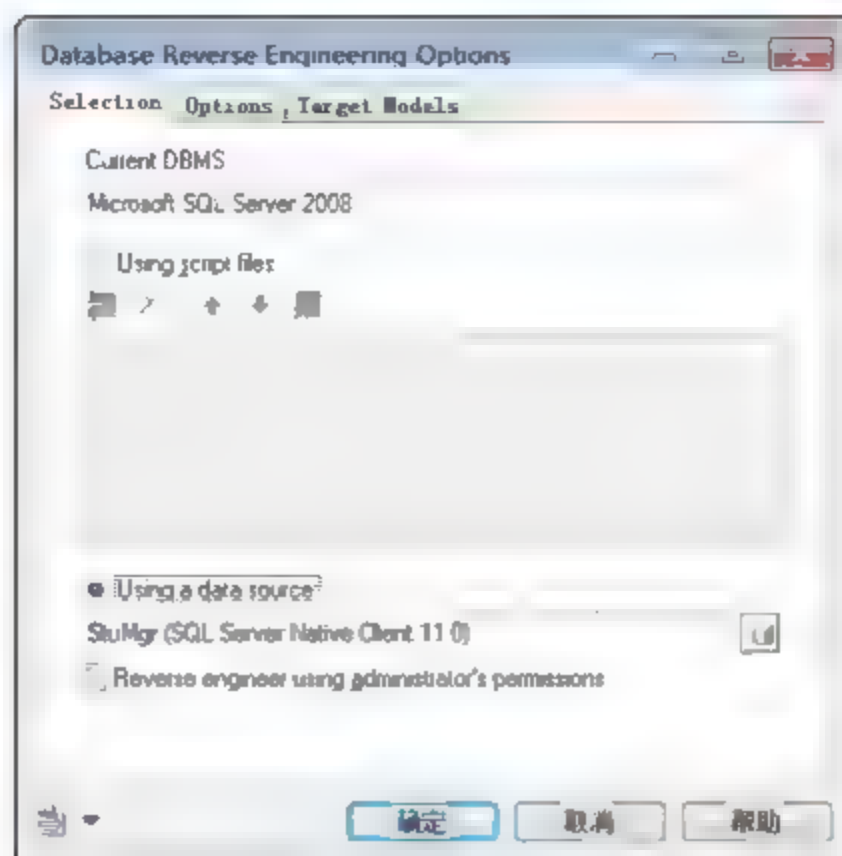 Database Reverse Engineering Options
Selection Options Target Models
Current DBMS
Microsoft SQL Server 2008
Using script files
Using a data source
StuMgr (SQL Server Native Client 11.0)
Reverse engineer using administrator's permissions
确定 取消 帮助